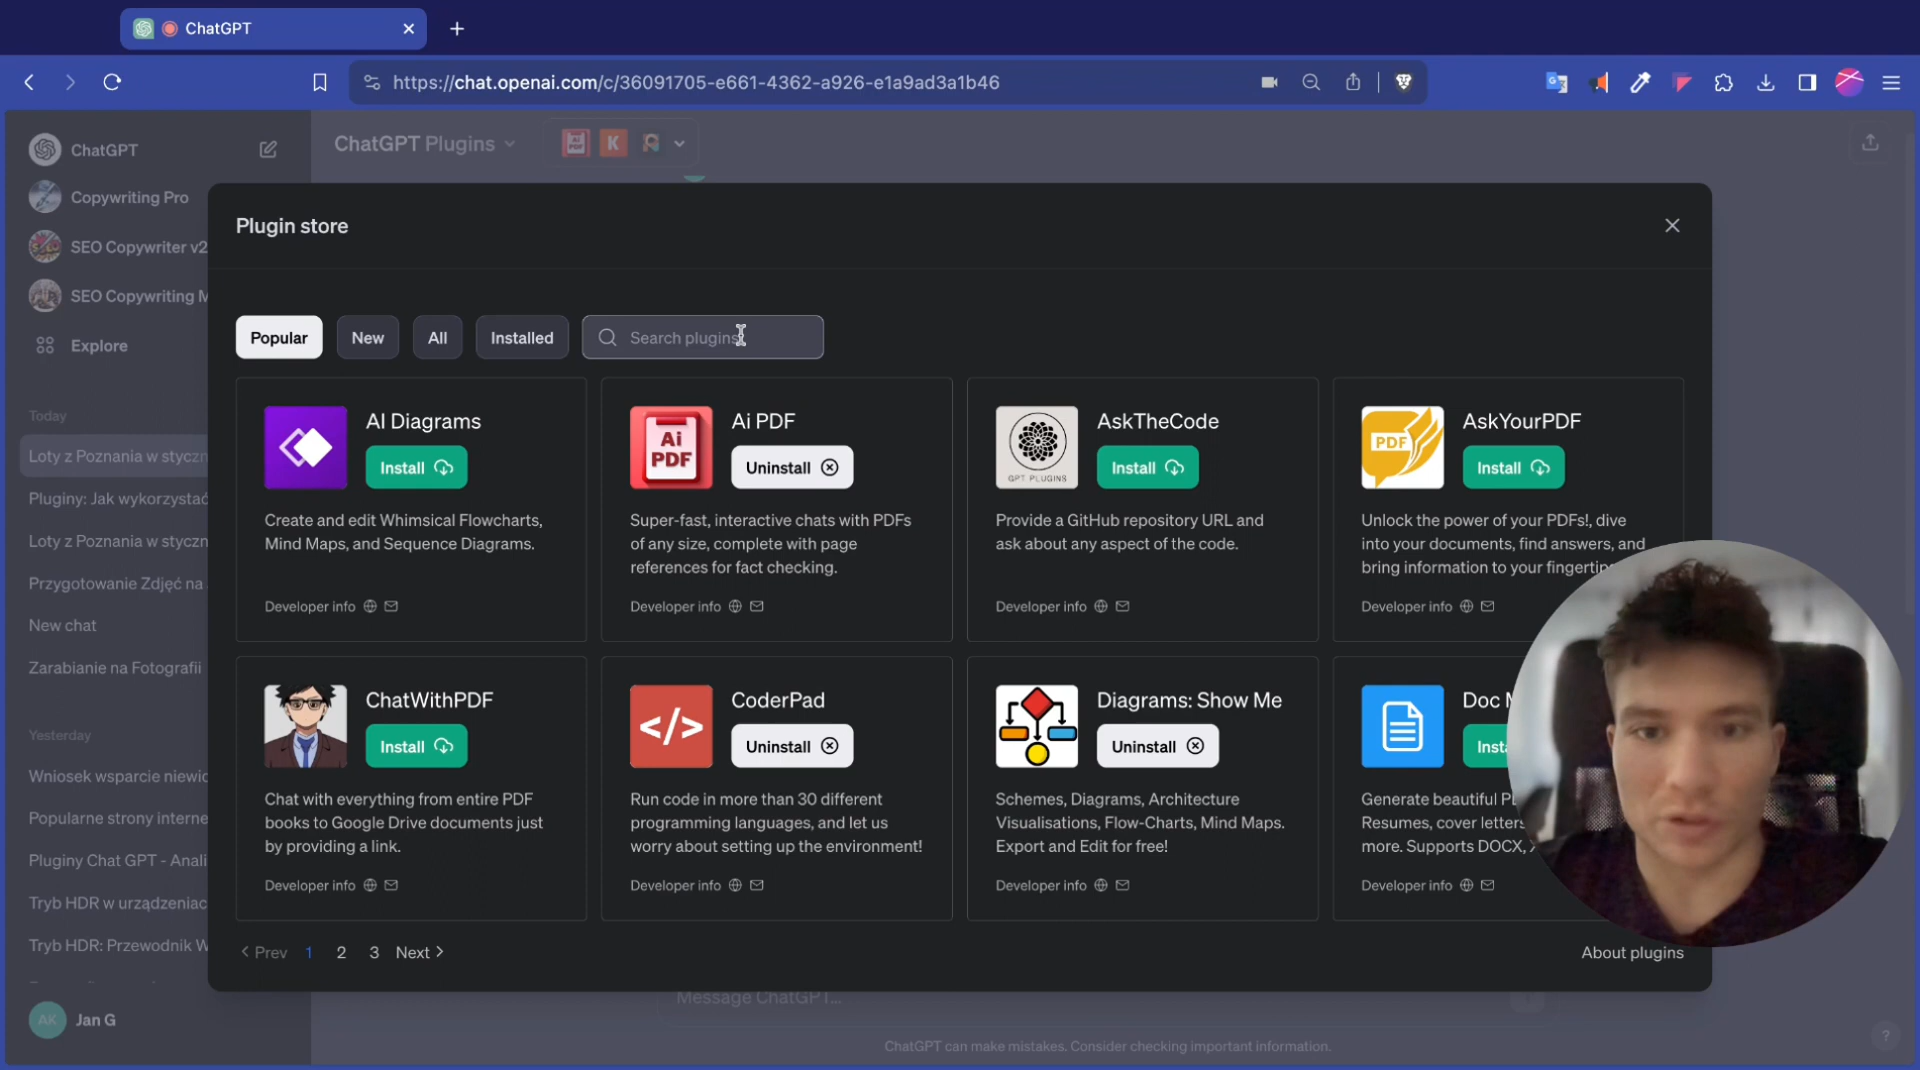 ChatGPT
https://chat.openai.com/c/36091705-e661-4362-a926-e1a9ad3a1b46
ChatGPT
ChatGPT Plugins
Copywriting Pro
SEO Copywriter v2
SEO Copywriting M
Explore
Today
Loty z Poznania w styczn
Pluginy: Jak wykorzystać
Loty z Poznania w styczn
Przygotowanie Zdjęć na
New chat
Zarabianie na Fotografii
Yesterday
Wniosek wsparcie niewid
Popularne strony interne
Pluginy Chat GPT - Anali
Tryb HDR w urządzeniac
Tryb HDR: Przewodnik W
AK Jan G
Plugin store
Popular New All Installed Search plugins
AI Diagrams
Install
Create and edit Whimsical Flowcharts,
Mind Maps, and Sequence Diagrams.
Developer info
Ai PDF
Ai PDF
Uninstall
Super-fast, interactive chats with PDFs
of any size, complete with page
references for fact checking.
Developer info
GPT PLUGINS
AskTheCode
Install
Provide a GitHub repository URL and
ask about any aspect of the code.
Developer info
PDF
AskYourPDF
Install
Unlock the power of your PDFs!, dive
into your documents, find answers, and
bring information to your fingertip
Developer info
ChatWithPDF
Install
Chat with everything from entire PDF
books to Google Drive documents just
by providing a link.
Developer info
</>
CoderPad
Uninstall
Run code in more than 30 different
programming languages, and let us
worry about setting up the environment!
Developer info
Diagrams: Show Me
Uninstall
Schemes, Diagrams, Architecture
Visualisations, Flow-Charts, Mind Maps.
Export and Edit for free!
Developer info
Doc M
Insta
Generate beautiful P
Resumes, cover letters
more. Supports DOCX,
Developer info
Prev 1 2 3 Next
About plugins
Message ChatGPT...
ChatGPT can make mistakes. Consider checking important information.
?